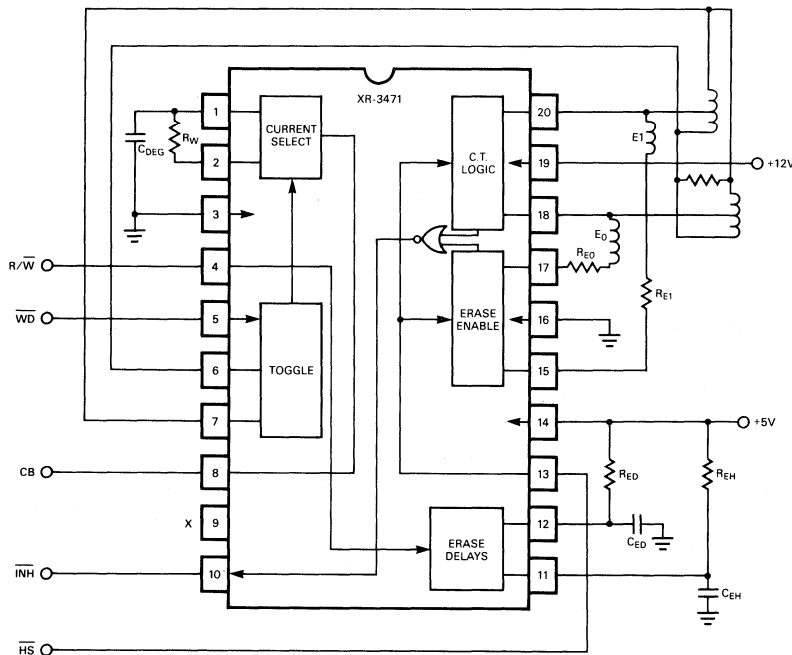 XR-3471
1
2
3
4
5
6
7
8
9
10
20
19
18
17
16
15
14
13
12
11
CURRENT
SELECT
TOGGLE
C.T.
LOGIC
ERASE
ENABLE
ERASE
DELAYS
C_DEG
R_W
R/W̅
W̅D̅
CB
X
I̅N̅H̅
H̅S̅
E1
+12V
E_0
R_E0
R_E1
+5V
R_ED
R_EH
C_ED
C_EH